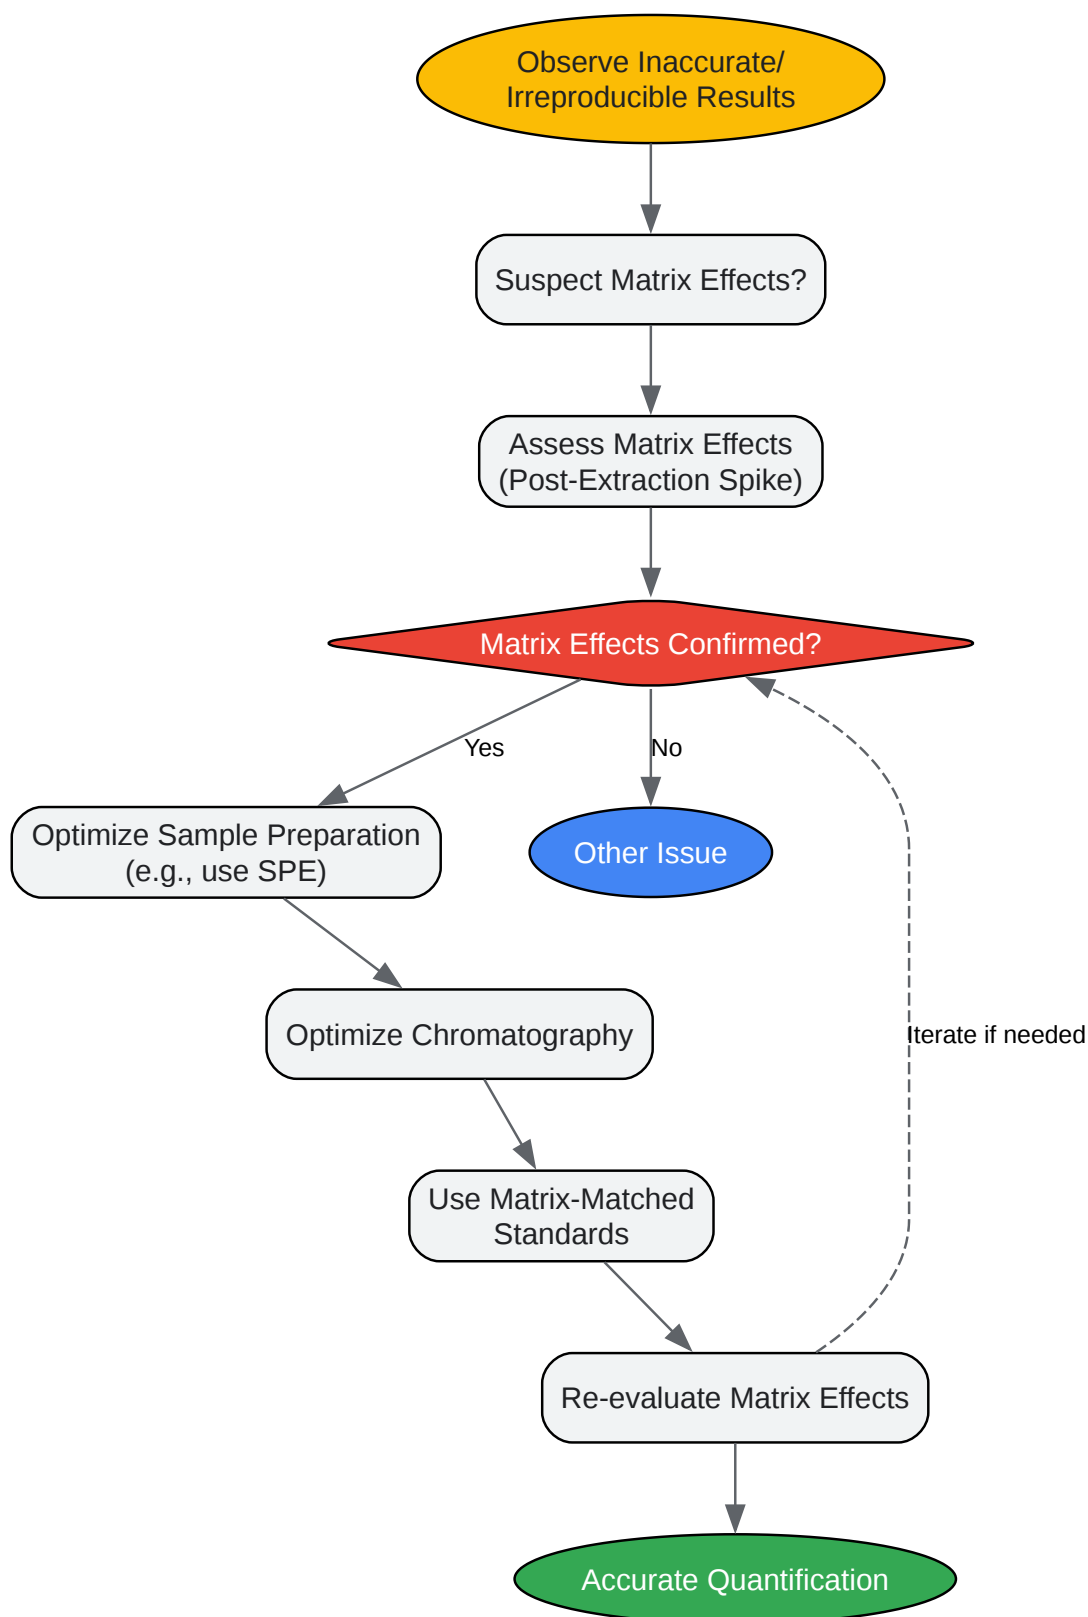 Observe Inaccurate/
Irreproducible Results
Suspect Matrix Effects?
Assess Matrix Effects
(Post-Extraction Spike)
Matrix Effects Confirmed?
Yes
No
Optimize Sample Preparation
(e.g., use SPE)
Other Issue
Optimize Chromatography
Iterate if needed
Use Matrix-Matched
Standards
Re-evaluate Matrix Effects
Accurate Quantification